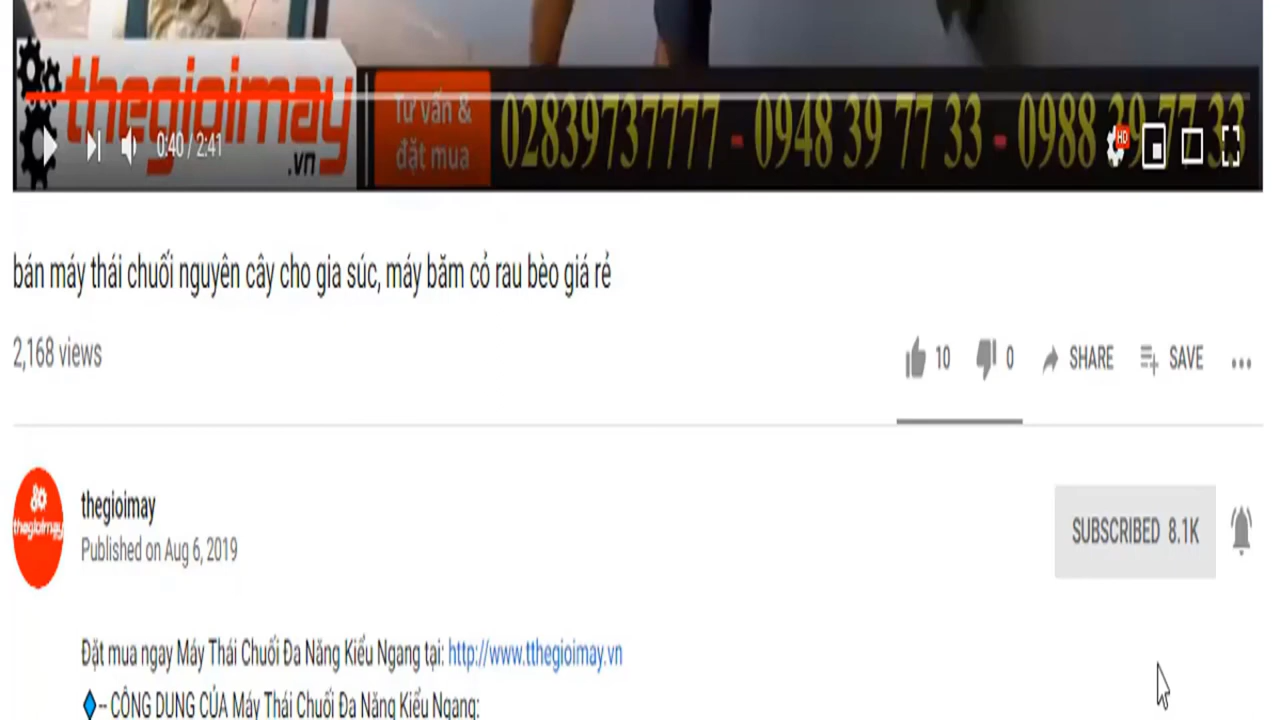 thegioimay
.vn
Tư vấn &
đặt mua
02839737777 - 0948 39 77 33 - 0988 39 77 33
0:40 / 2:41
HD
bán máy thái chuối nguyên cây cho gia súc, máy băm cỏ rau bèo giá rẻ
2,168 views
10 0 SHARE SAVE
thegioimay
thegioimay
Published on Aug 6, 2019
SUBSCRIBED 8.1K
Đặt mua ngay Máy Thái Chuối Đa Năng Kiểu Ngang tại: http://www.tthegioimay.vn
-- CÔNG DỤNG CỦA Máy Thái Chuối Đa Năng Kiểu Ngang: